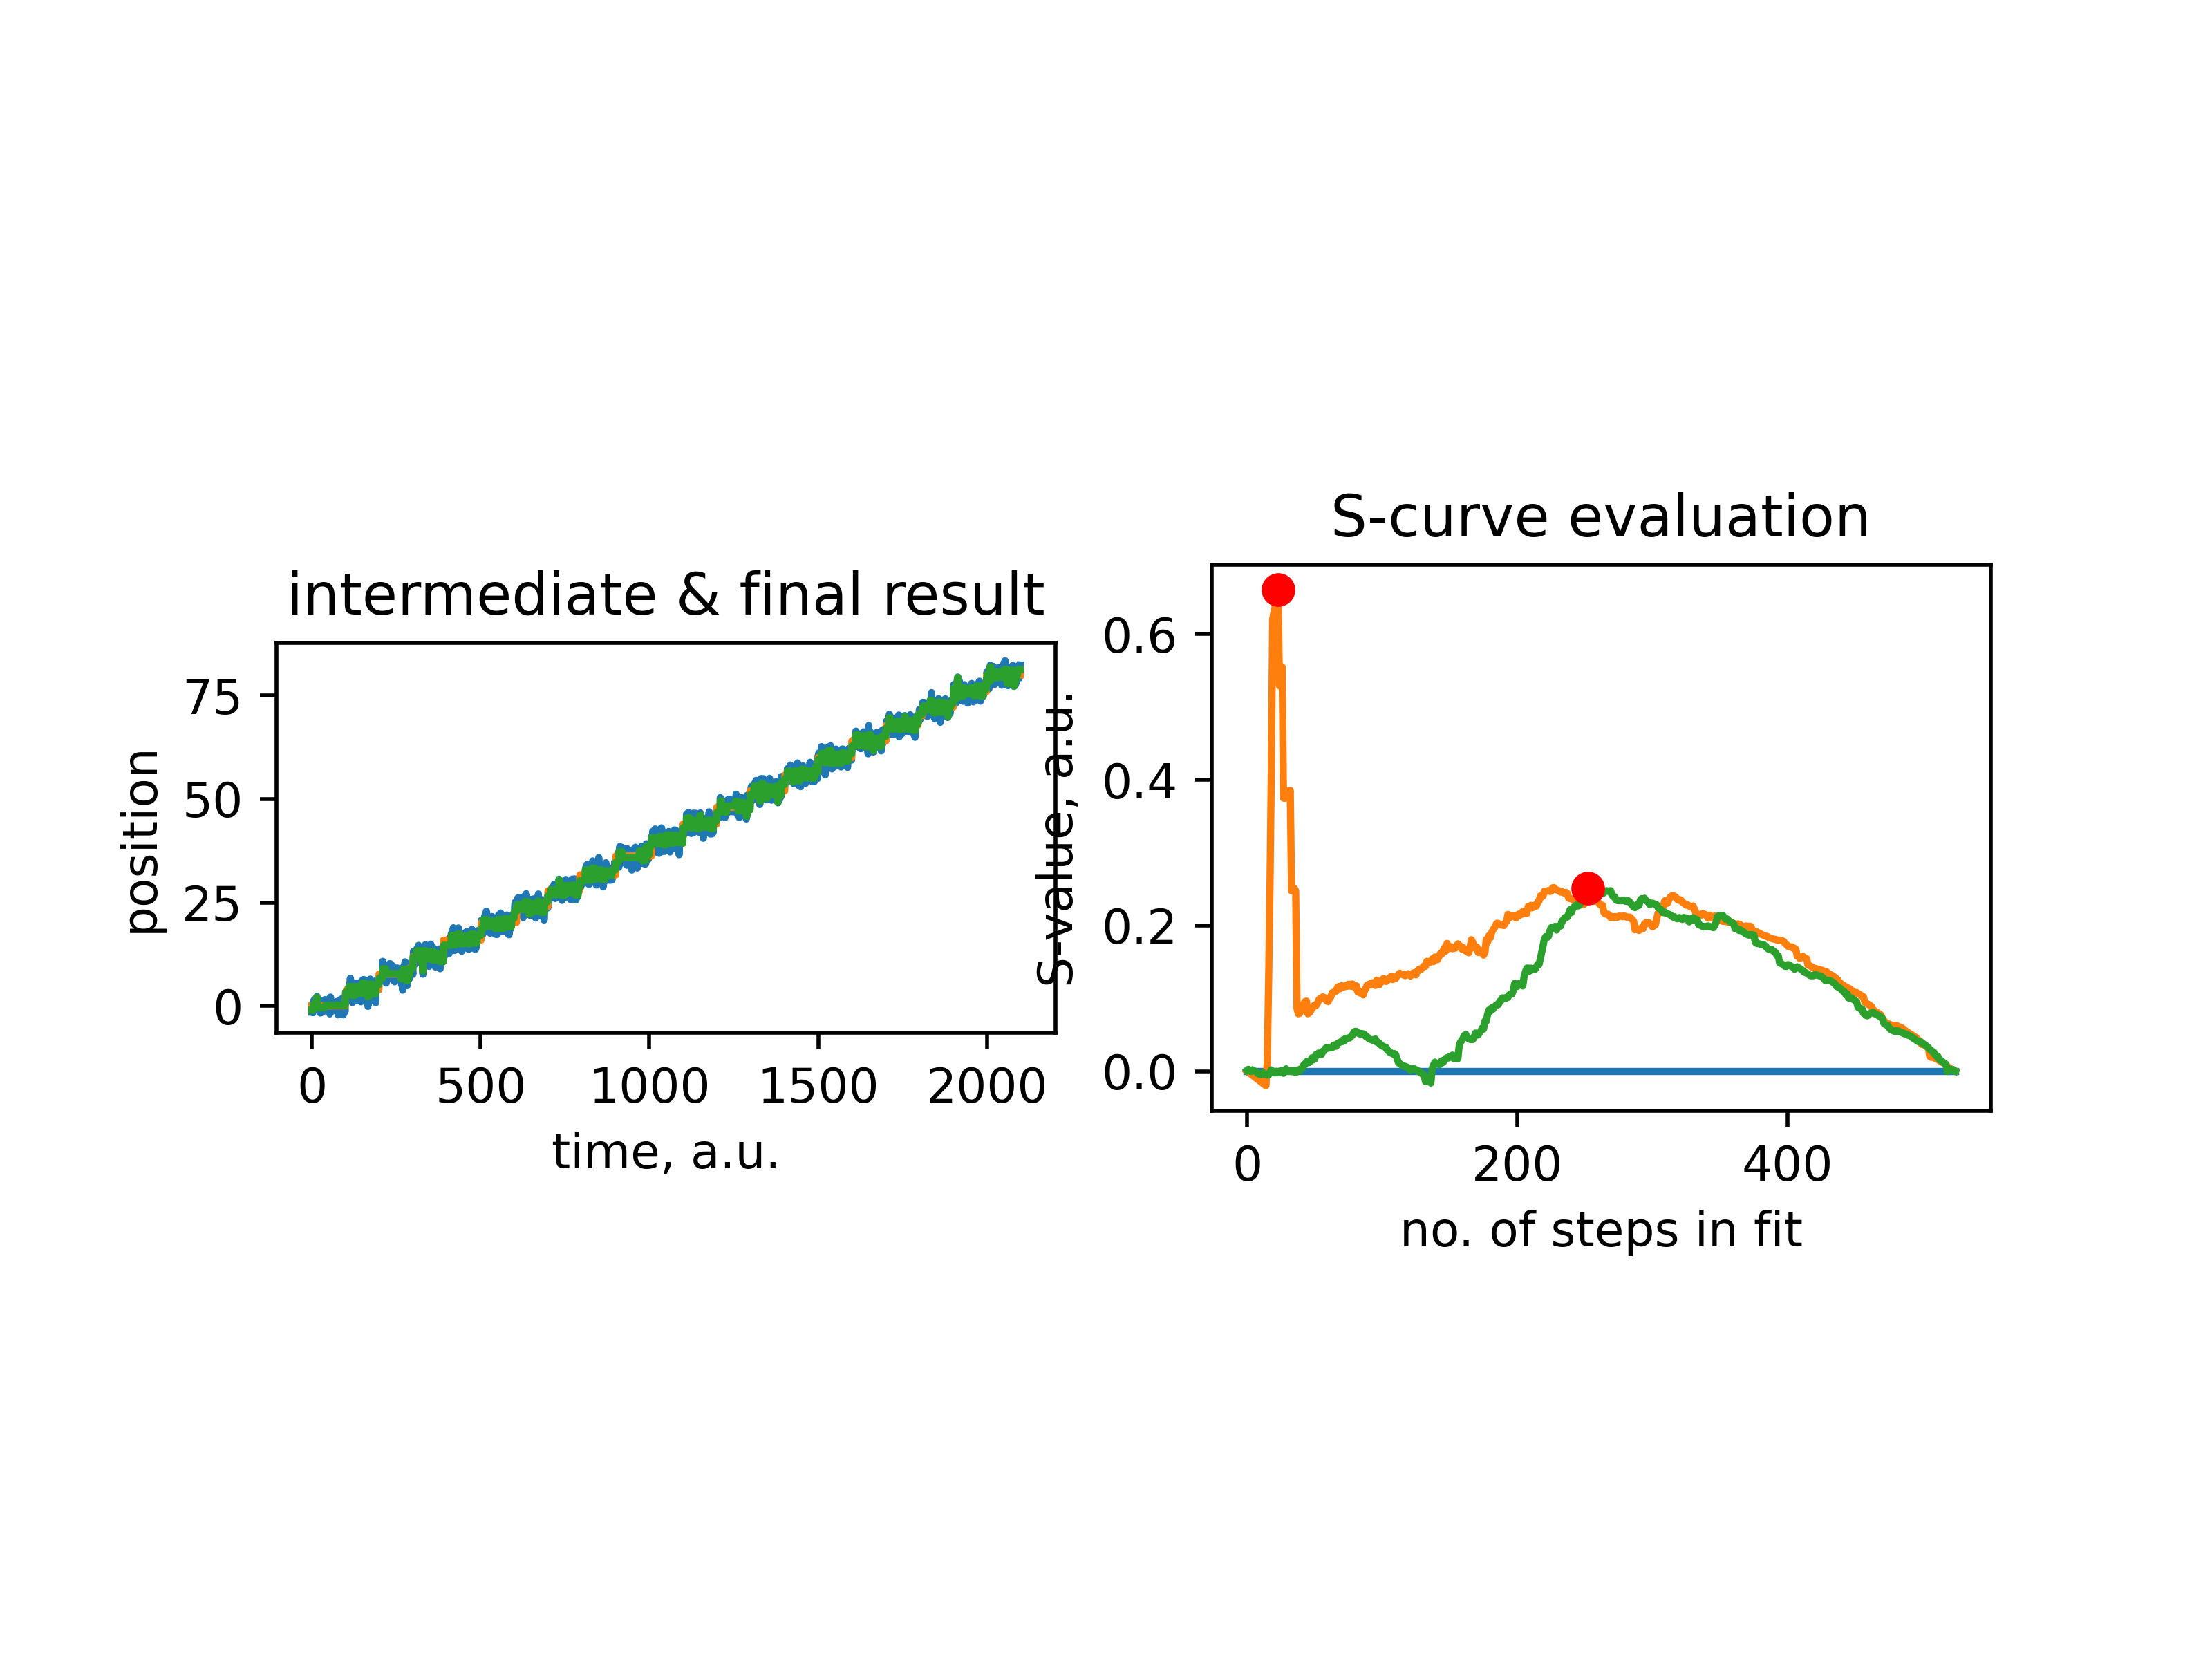 intermediate & final result
position
75
50
25
0
0 500 1000 1500 2000
time, a.u.
S-curve evaluation
S-value, a.u.
0.6
0.4
0.2
0.0
0 200 400
no. of steps in fit